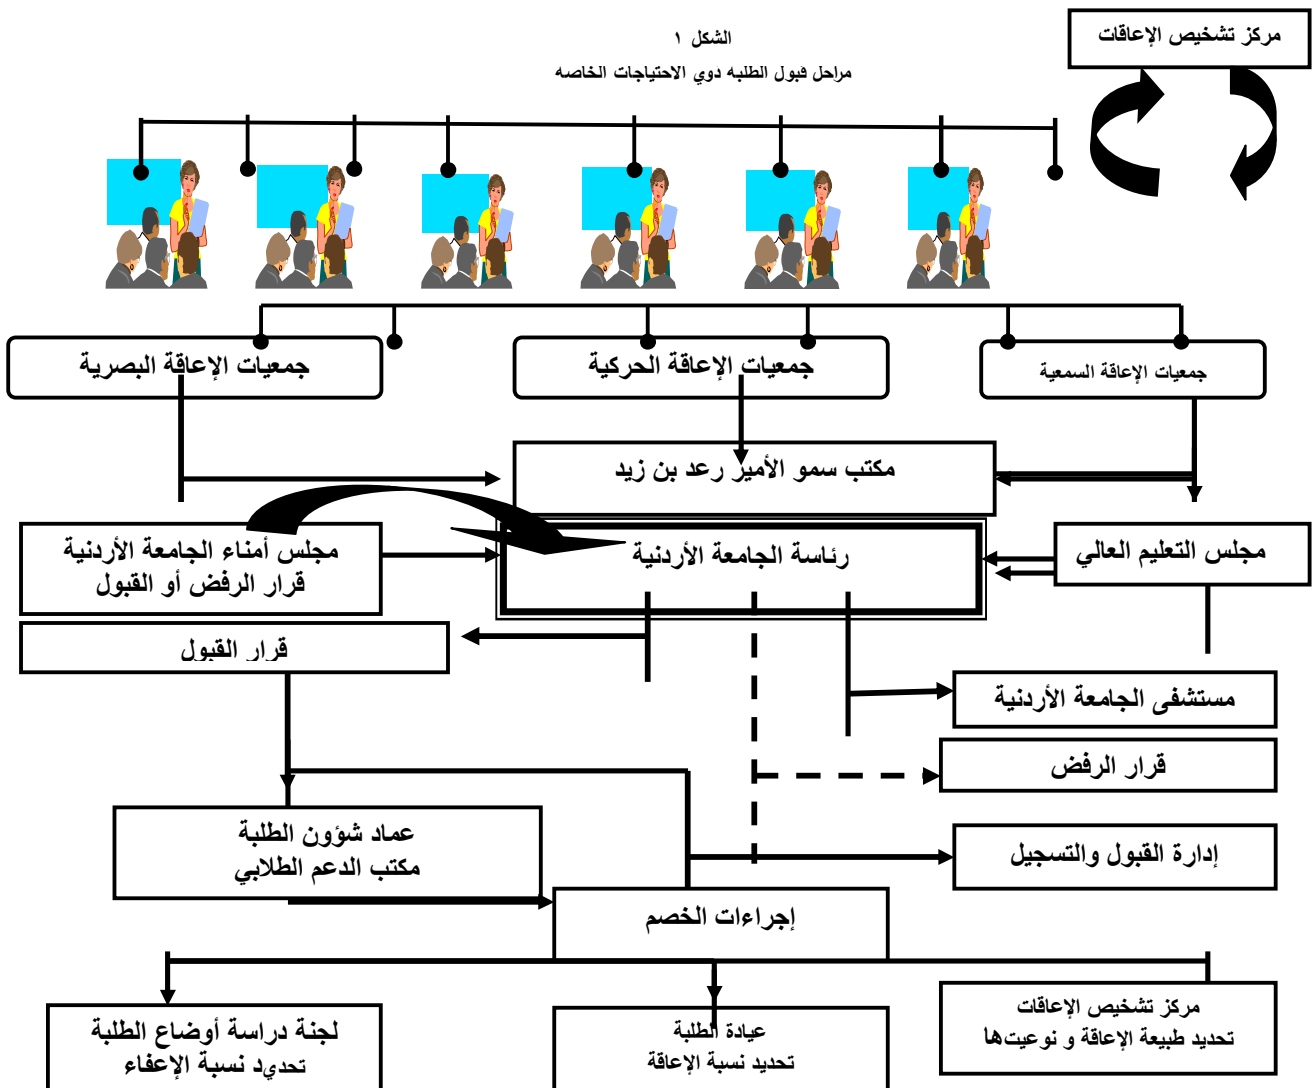 مركز تشخيص الإعاقات
الشكل ١
مراحل قبول الطلبه ذوي الاحتياجات الخاصه
جمعيات الإعاقة السمعية
جمعيات الإعاقة الحركية
جمعيات الإعاقة البصرية
مكتب سمو الأمير رعد بن زيد
مجلس التعليم العالي
رئاسة الجامعة الأردنية
مجلس أمناء الجامعة الأردنية
قرار الرفض أو القبول
قرار القبول
مستشفى الجامعة الأردنية
قرار الرفض
إدارة القبول والتسجيل
عماد شؤون الطلبة
مكتب الدعم الطلابي
إجراءات الخصم
مركز تشخيص الإعاقات
تحديد طبيعة الإعاقة و نوعيتها
عيادة الطلبة
تحديد نسبة الإعاقة
لجنة دراسة أوضاع الطلبة
تحديد نسبة الإعفاء